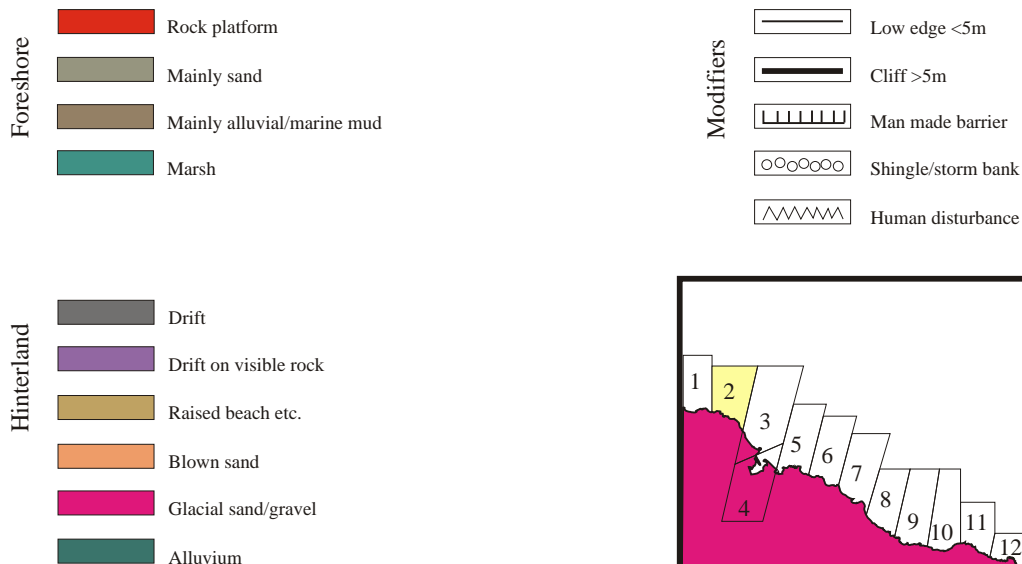 Foreshore
Rock platform
Mainly sand
Mainly alluvial/marine mud
Marsh
Modifiers
Low edge <5m
Cliff >5m
Man made barrier
Shingle/storm bank
Human disturbance
Hinterland
Drift
Drift on visible rock
Raised beach etc.
Blown sand
Glacial sand/gravel
Alluvium
1
2
3
4
5
6
7
8
9
10
11
12